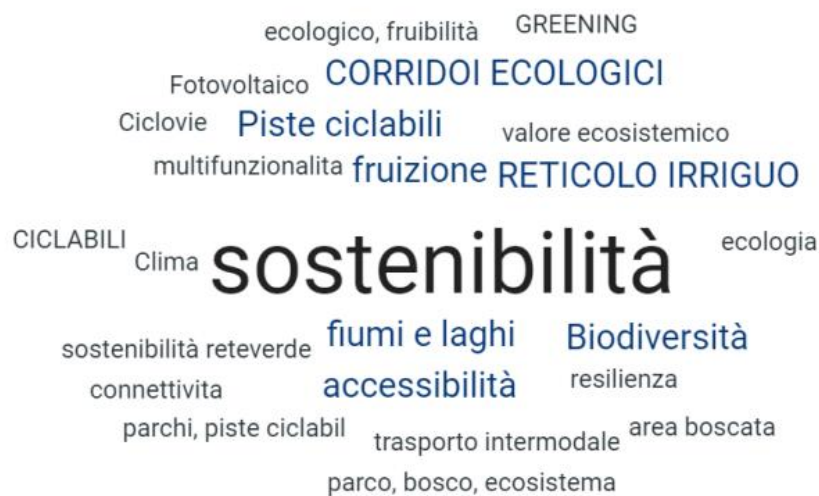 ecologico, fruibilità GREENING
Fotovoltaico CORRIDOI ECOLOGICI
Ciclovie Piste ciclabili valore ecosistemico
multifunzionalita fruizione RETICOLO IRRIGUO
CICLABILI Clima sostenibilità ecologia
sostenibilità reteverde fiumi e laghi Biodiversità
connettivita accessibilità resilienza
parchi, piste ciclabil trasporto intermodale area boscata
parco, bosco, ecosistema